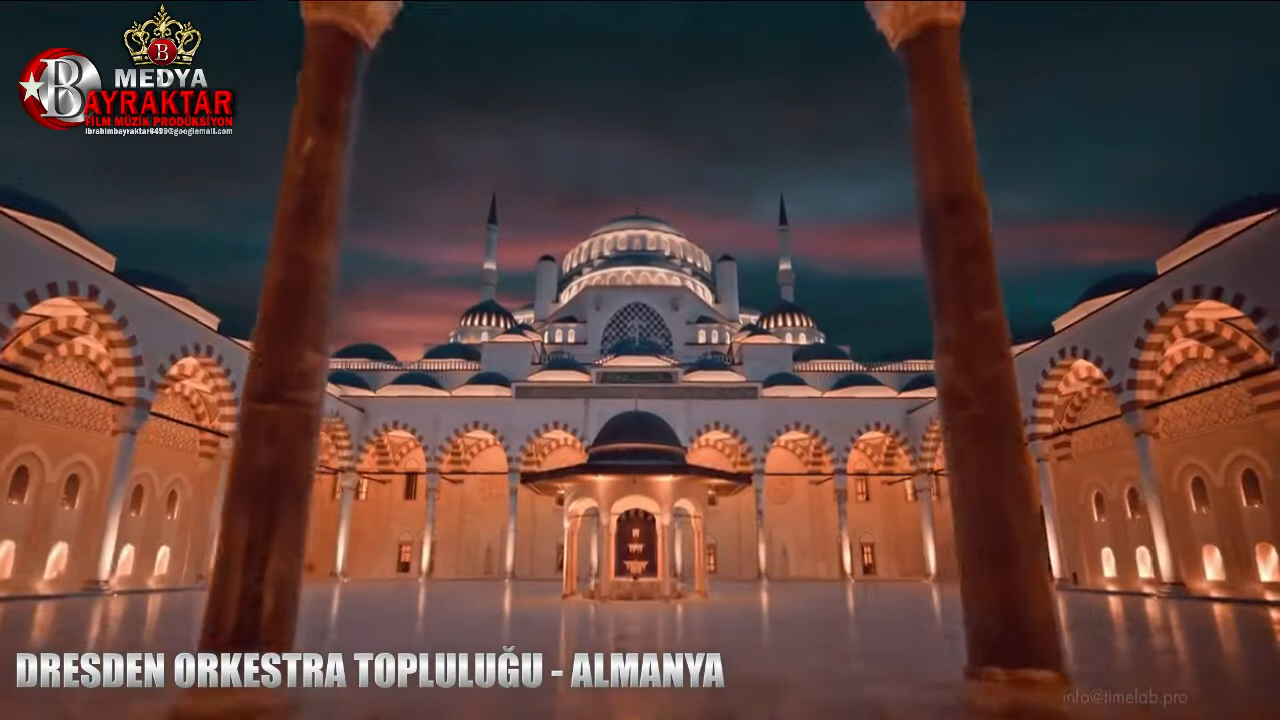 B
MEDYA
BAYRAKTAR
FİLM MÜZİK PRODÜKSİYON
DRESDEN ORKESTRA TOPLULUĞU - ALMANYA
info@timelab.pro